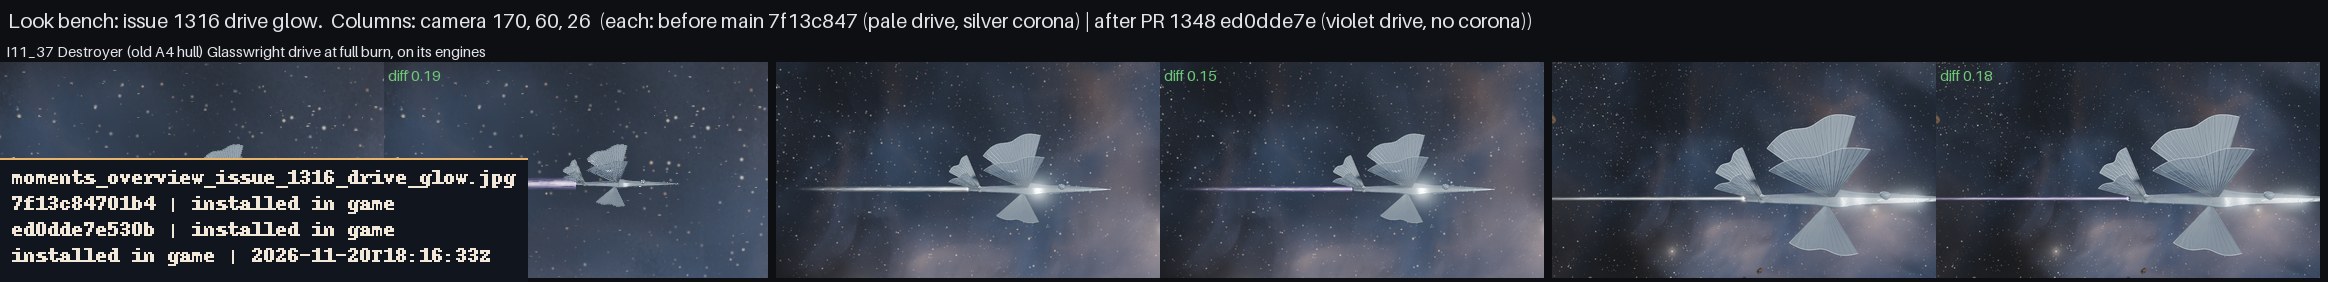 Look bench: issue 1316 drive glow. Columns: camera 170, 60, 26 (each: before main 7f13c847 (pale drive, silver corona) | after PR 1348 ed0dde7e (violet drive, no corona))
I11_37 Destroyer (old A4 hull) Glasswright drive at full burn, on its engines
diff 0.19
diff 0.15
diff 0.18
moments_overview_issue_1316_drive_glow.jpg
7f13c84701b4 | installed in game
ed0dde7e530b | installed in game
installed in game | 2026-11-20T18:16:33Z